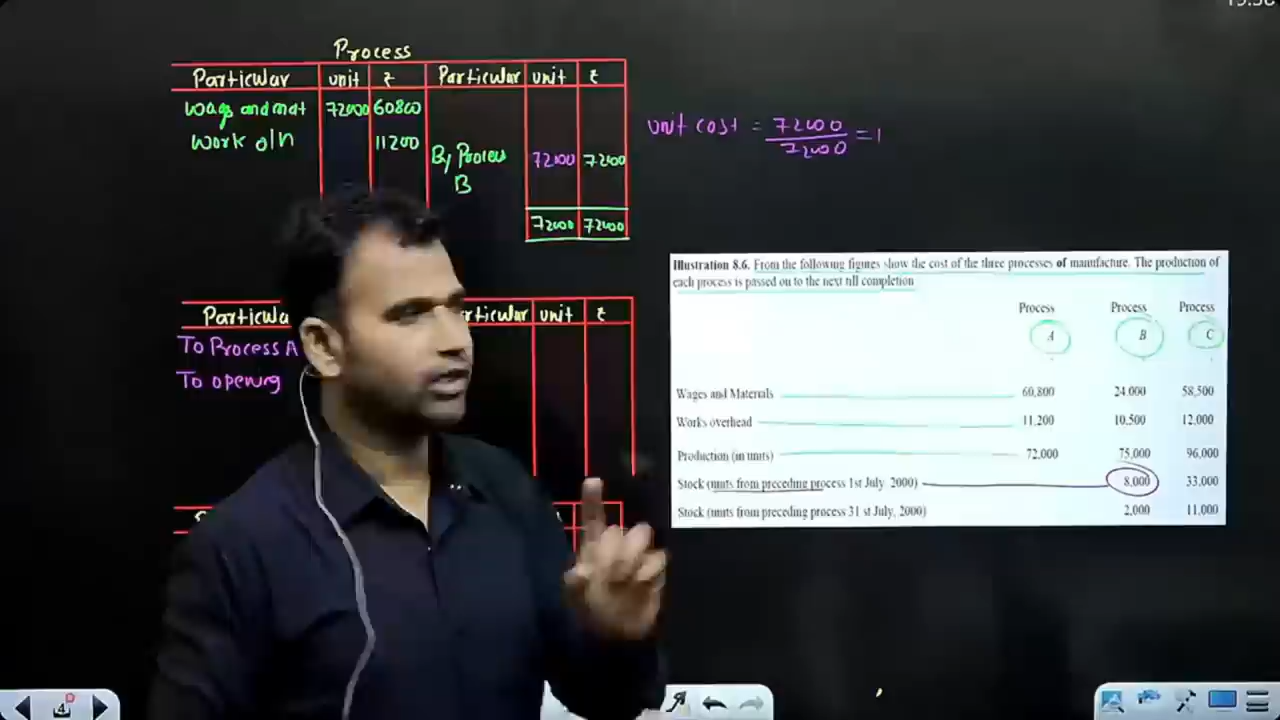 Process
Particular unit ₹ Particular unit ₹
Wags and mat 72000 60800
Work o/n 11200
By Process B 72000 72000
72000 72000
unit cost = 72000 / 72000 = 1
Illustration 8.6. From the following figures show the cost of the three processes of manufacture. The production of
each process is passed on to the next till completion
Process Process Process
A B C
Wages and Materials 60,800 24,000 58,500
Works overhead 11,200 10,500 12,000
Production (in units) 72,000 75,000 96,000
Stock (units from preceding process 1st July, 2000) 8,000 33,000
Stock (units from preceding process 31 st July, 2000) 2,000 11,000
unit ₹
To Process A
To opening
4